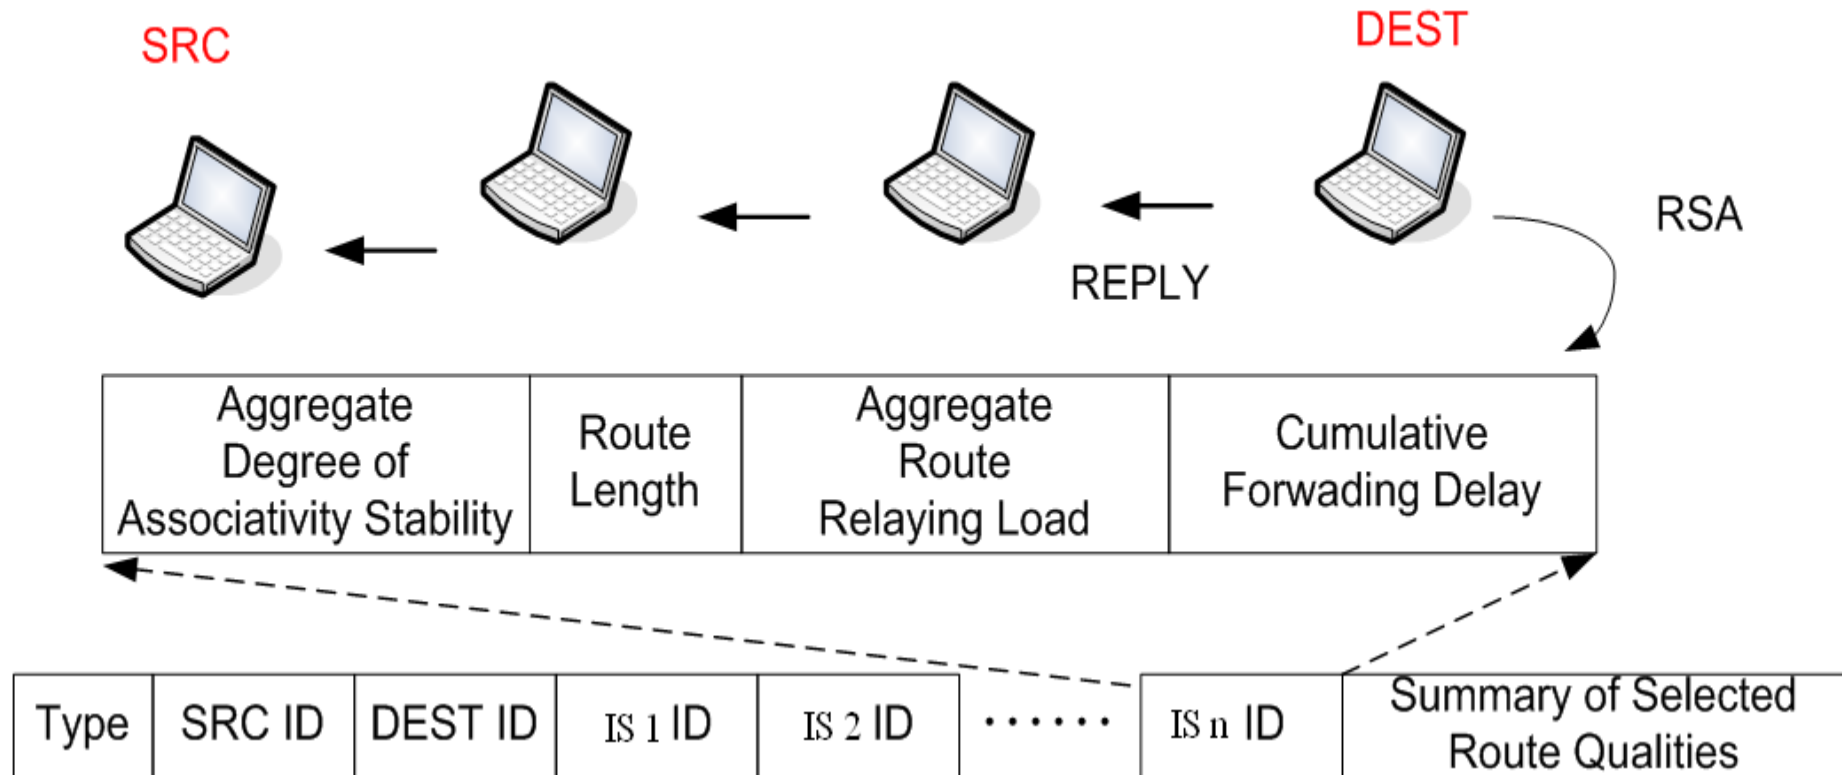 SRC
DEST
RSA
REPLY
Aggregate
Degree of
Associativity Stability
Route
Length
Aggregate
Route
Relaying Load
Cumulative
Forwading Delay
Type
SRC ID
DEST ID
IS 1 ID
IS 2 ID
......
IS n ID
Summary of Selected
Route Qualities